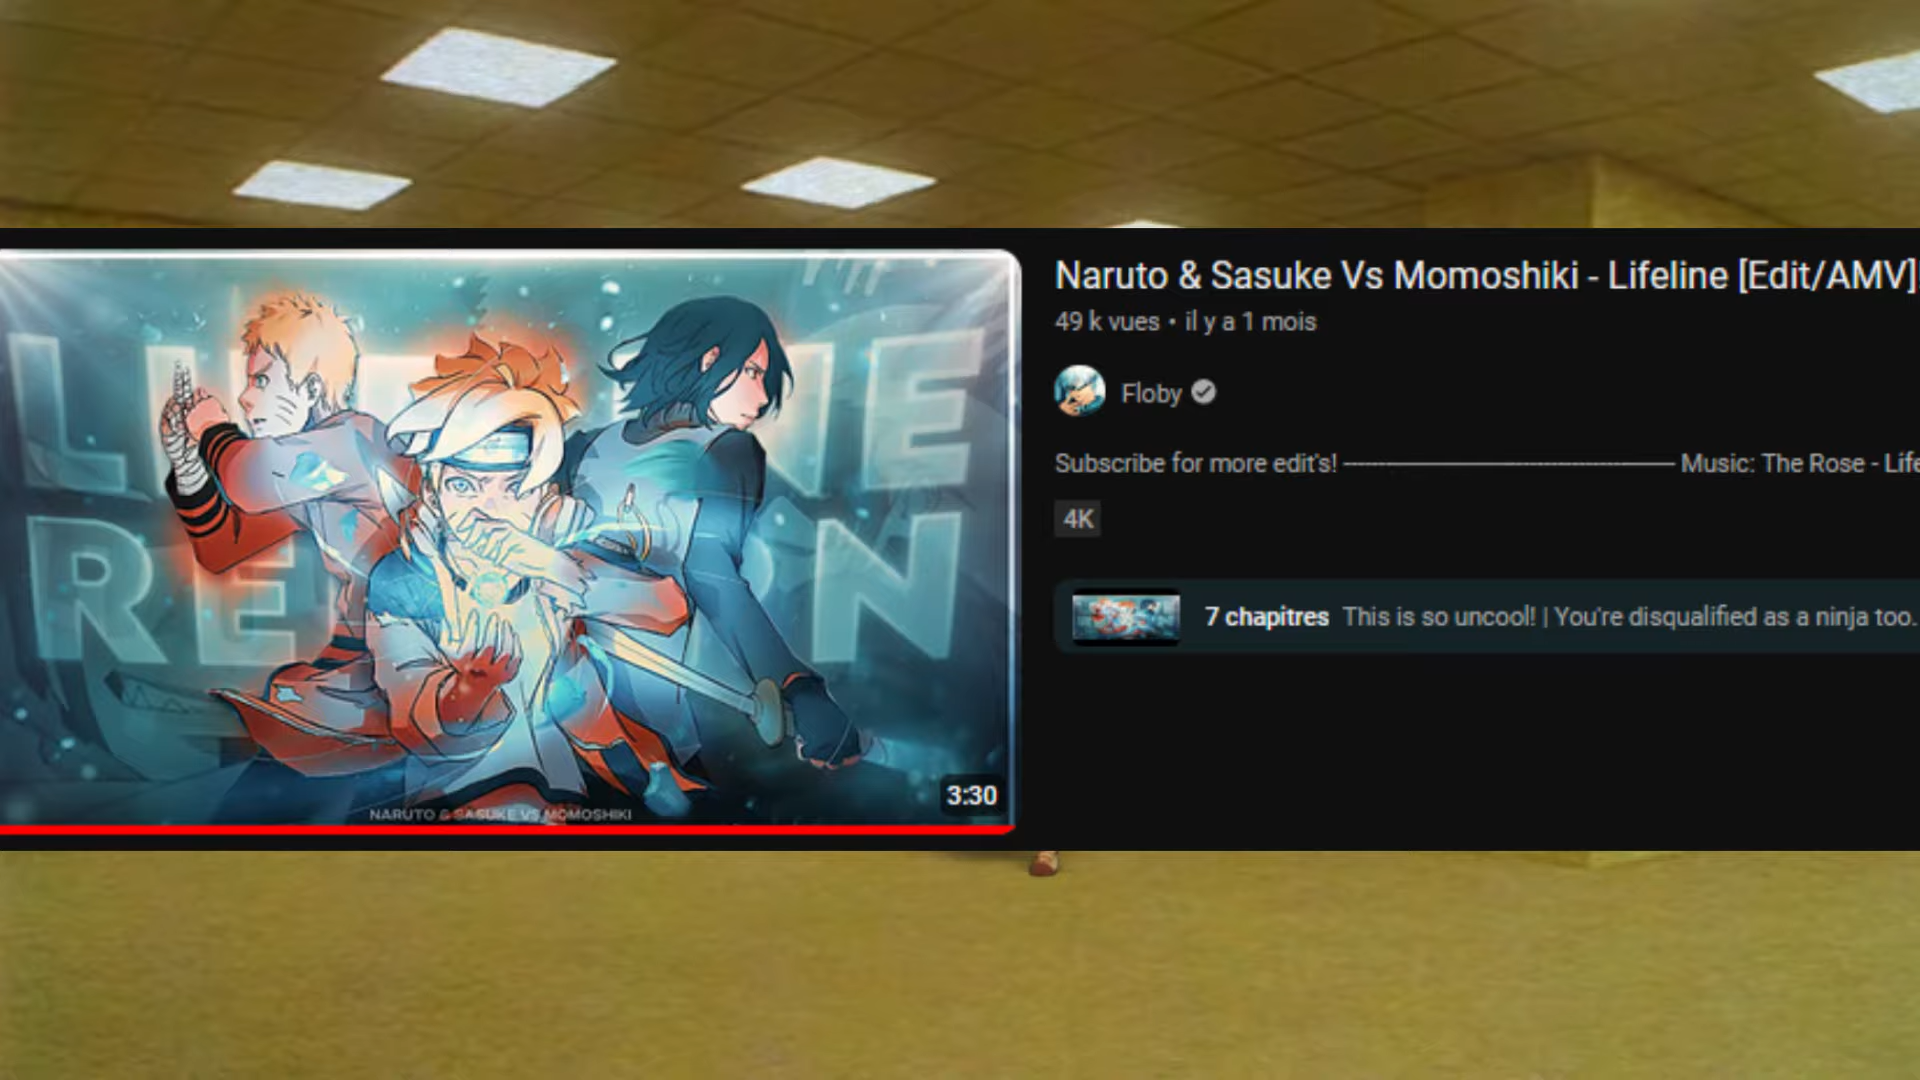 Naruto & Sasuke Vs Momoshiki - Lifeline [Edit/AMV]
49 k vues • il y a 1 mois
Floby
Subscribe for more edit's! ---------- Music: The Rose - Life
4K
7 chapitres This is so uncool! | You're disqualified as a ninja too.
RE
N
NARUTO & SASUKE VS MOMOSHIKI
3:30